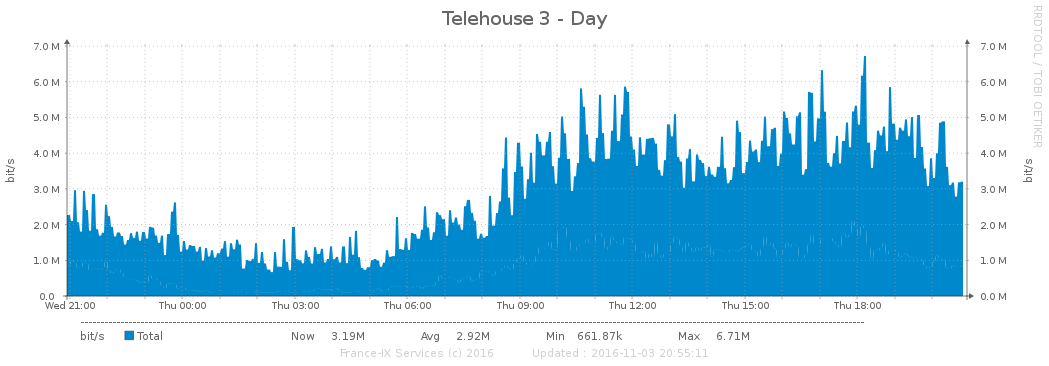 Telehouse 3 - Day
RRDTOOL / TOBI OETIKER
bit/s
bit/s
7.0 M 7.0 M
6.0 M 6.0 M
5.0 M 5.0 M
4.0 M 4.0 M
3.0 M 3.0 M
2.0 M 2.0 M
1.0 M 1.0 M
0.0 0.0 M
Wed 21:00 Thu 00:00 Thu 03:00 Thu 06:00 Thu 09:00 Thu 12:00 Thu 15:00 Thu 18:00
bit/s Total Now 3.19M Avg 2.92M Min 661.87k Max 6.71M
France-IX Services (c) 2016 Updated : 2016-11-03 20:55:11